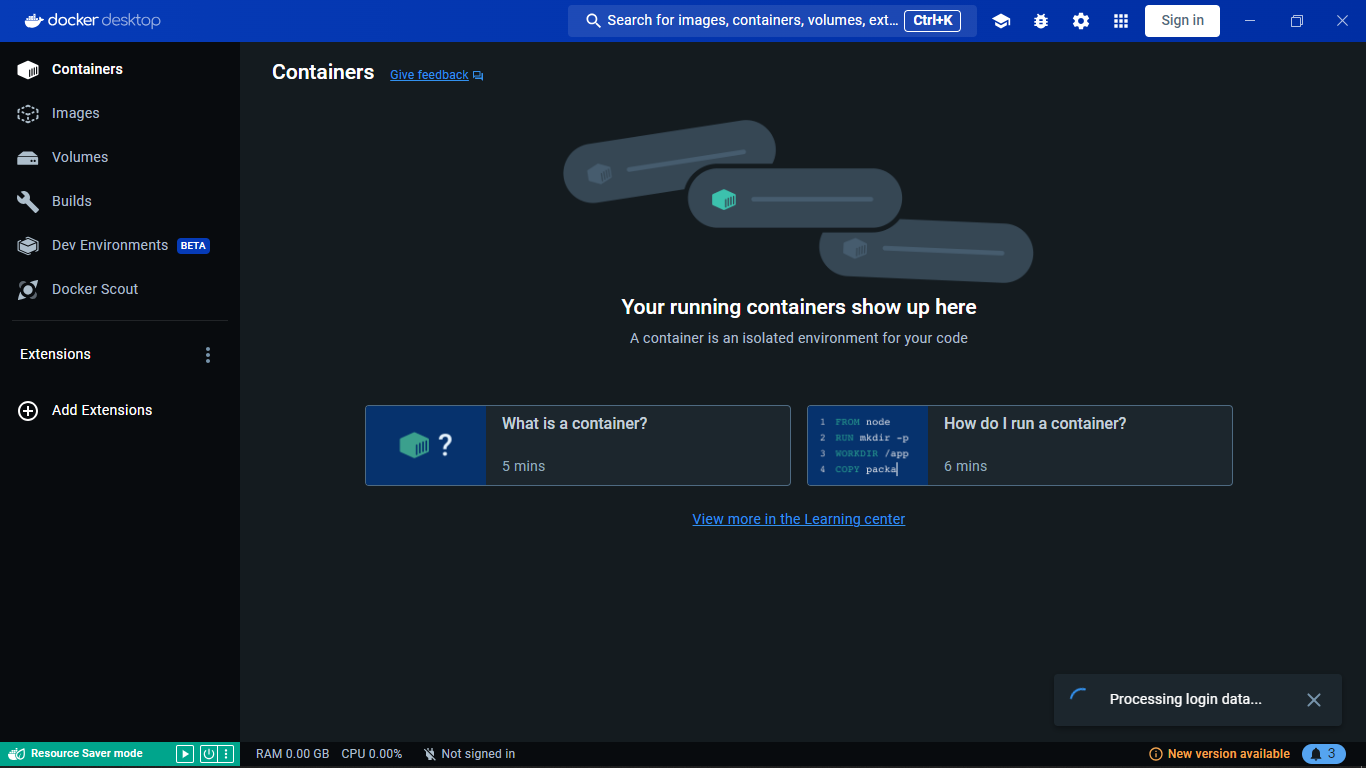 docker desktop
Search for images, containers, volumes, ext... Ctrl+K
Sign in
Containers
Images
Volumes
Builds
Dev Environments BETA
Docker Scout
Extensions
Add Extensions
Containers Give feedback
Your running containers show up here
A container is an isolated environment for your code
?
What is a container?
5 mins
1 FROM node
2 RUN mkdir -p
3 WORKDIR /app
4 COPY packa
How do I run a container?
6 mins
View more in the Learning center
Processing login data...
Resource Saver mode
RAM 0.00 GB CPU 0.00% Not signed in
New version available 3